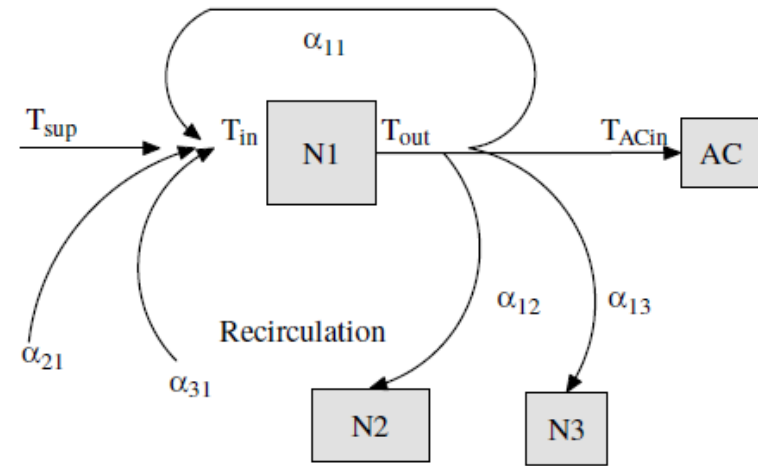 α11
Tsup
Tin
N1
Tout
TACin
AC
α12
α13
Recirculation
α21
α31
N2
N3